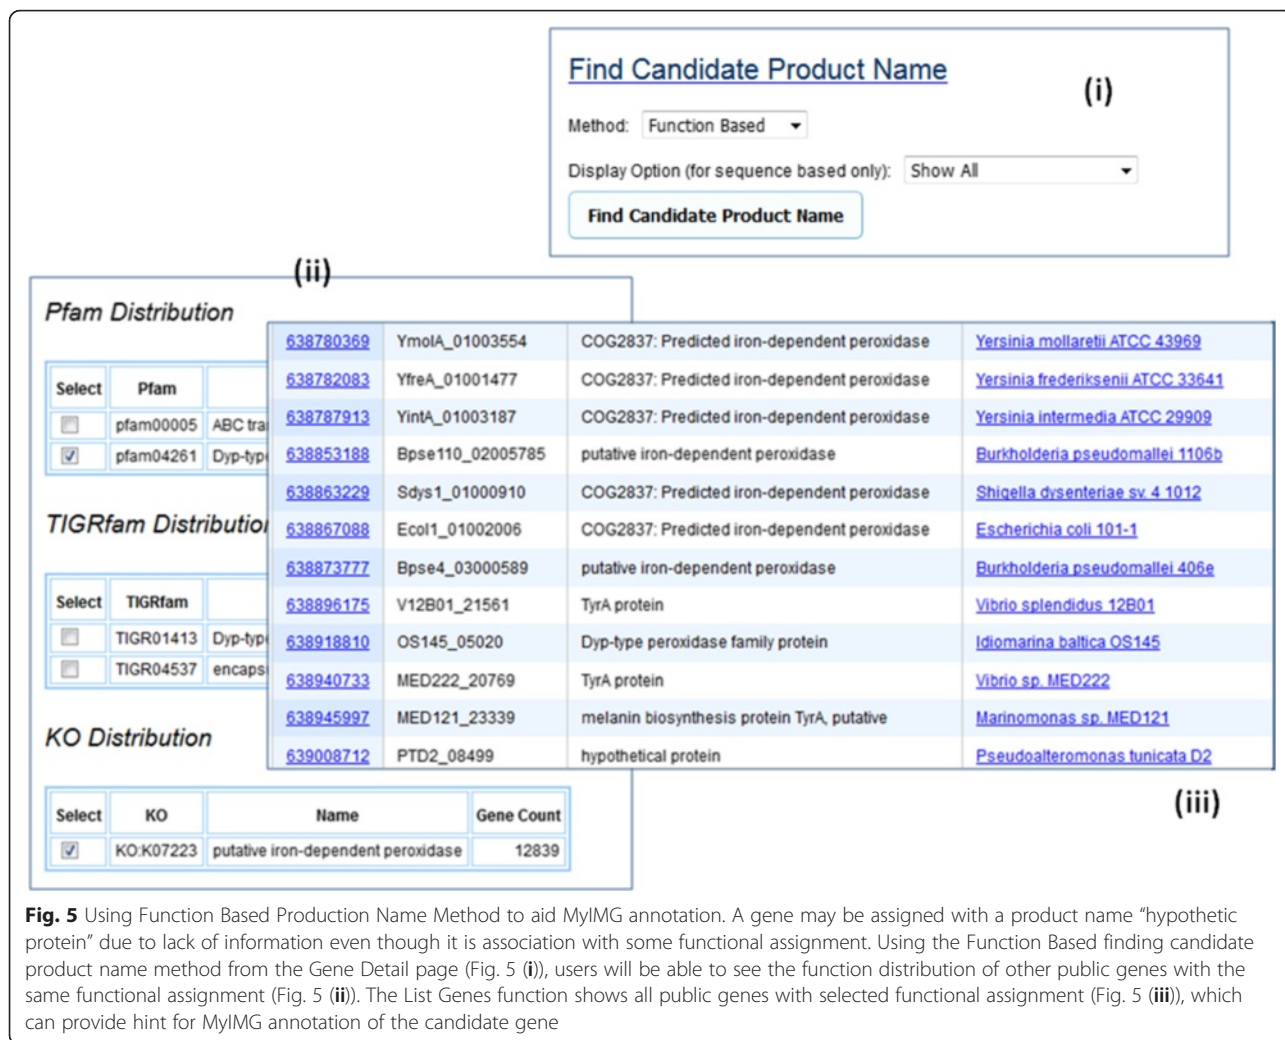 Find Candidate Product Name
(i)
Method: Function Based
Display Option (for sequence based only): Show All
Find Candidate Product Name
(ii)
Pfam Distribution
Select Pfam
pfam00005 ABC tra
pfam04261 Dyp-type
TIGRfam Distribution
Select TIGRfam
TIGR01413 Dyp-type
TIGR04537 encapsu
KO Distribution
Select KO Name Gene Count
KO:K07223 putative iron-dependent peroxidase 12839
638780369 YmolA_01003554 COG2837: Predicted iron-dependent peroxidase Yersinia mollaretii ATCC 43969
638782083 YfreA_01001477 COG2837: Predicted iron-dependent peroxidase Yersinia frederiksenii ATCC 33641
638787913 YintA_01003187 COG2837: Predicted iron-dependent peroxidase Yersinia intermedia ATCC 29909
638853188 Bpse110_02005785 putative iron-dependent peroxidase Burkholderia pseudomallei 1106b
638863229 Sdys1_01000910 COG2837: Predicted iron-dependent peroxidase Shigella dysenteriae sv. 4 1012
638867088 Ecol1_01002006 COG2837: Predicted iron-dependent peroxidase Escherichia coli 101-1
638873777 Bpse4_03000589 putative iron-dependent peroxidase Burkholderia pseudomallei 406e
638896175 V12B01_21561 TyrA protein Vibrio splendidus 12B01
638918810 OS145_05020 Dyp-type peroxidase family protein Idiomarina baltica OS145
638940733 MED222_20769 TyrA protein Vibrio sp. MED222
638945997 MED121_23339 melanin biosynthesis protein TyrA, putative Marinomonas sp. MED121
639008712 PTD2_08499 hypothetical protein Pseudoalteromonas tunicata D2
(iii)
Fig. 5 Using Function Based Production Name Method to aid MyIMG annotation. A gene may be assigned with a product name “hypothetic
protein” due to lack of information even though it is association with some functional assignment. Using the Function Based finding candidate
product name method from the Gene Detail page (Fig. 5 (i)), users will be able to see the function distribution of other public genes with the
same functional assignment (Fig. 5 (ii)). The List Genes function shows all public genes with selected functional assignment (Fig. 5 (iii)), which
can provide hint for MyIMG annotation of the candidate gene